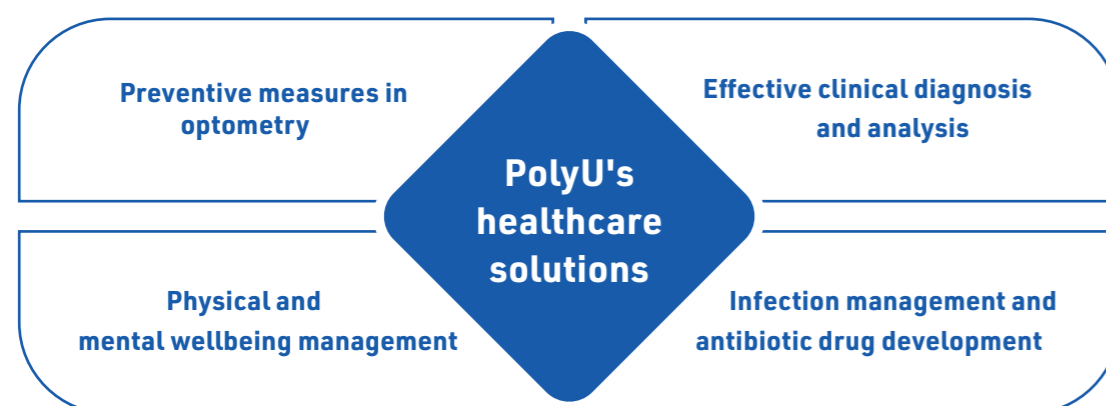 Preventive measures in
optometry
Effective clinical diagnosis
and analysis
PolyU's
healthcare
solutions
Physical and
mental wellbeing management
Infection management and
antibiotic drug development